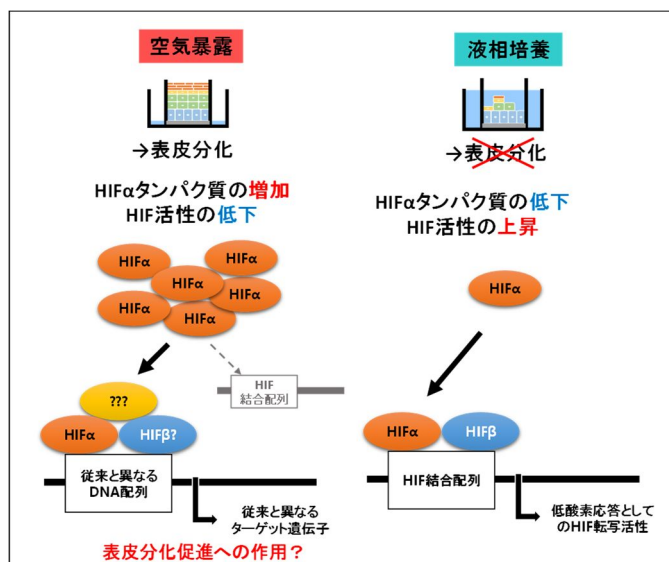 空気暴露
→表皮分化
HIFαタンパク質の増加
HIF活性の低下
HIFα
HIFα
HIFα
HIFα
HIFα
HIFα
HIF
結合配列
???
HIFα
HIFβ?
従来と異なる
DNA配列
従来と異なる
ターゲット遺伝子
表皮分化促進への作用？
液相培養
→表皮分化
HIFαタンパク質の低下
HIF活性の上昇
HIFα
HIFα
HIFβ
HIF結合配列
低酸素応答として
のHIF転写活性